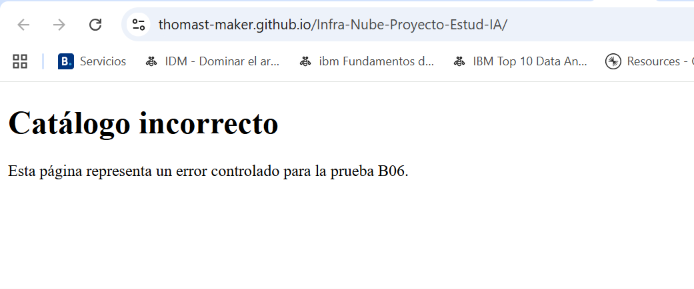 thomast-maker.github.io/Infra-Nube-Proyecto-Estud-IA/
B. Servicios IDM - Dominar el ar... ibm Fundamentos d... IBM Top 10 Data An... Resources -
Catálogo incorrecto
Esta página representa un error controlado para la prueba B06.